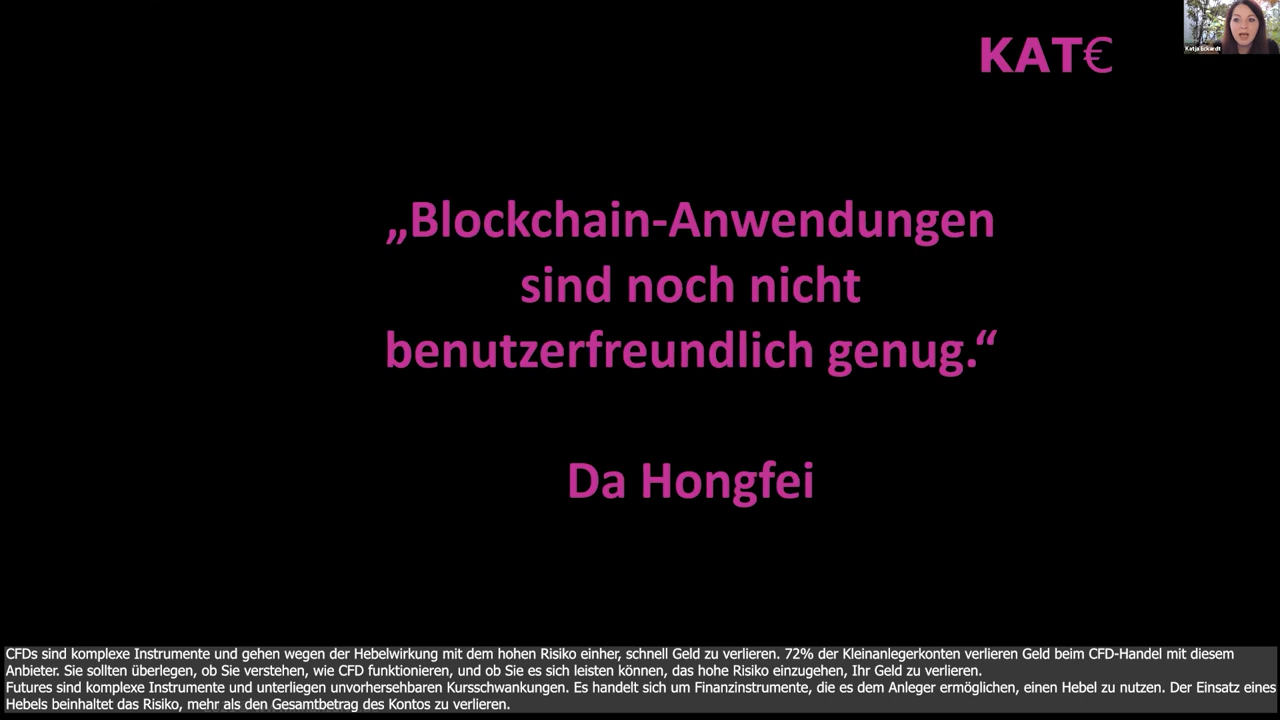 KAT€
Katja Eckardt
„Blockchain-Anwendungen
sind noch nicht
benutzerfreundlich genug.“
Da Hongfei
CFDs sind komplexe Instrumente und gehen wegen der Hebelwirkung mit dem hohen Risiko einher, schnell Geld zu verlieren. 72% der Kleinanlegerkonten verlieren Geld beim CFD-Handel mit diesem
Anbieter. Sie sollten überlegen, ob Sie verstehen, wie CFD funktionieren, und ob Sie es sich leisten können, das hohe Risiko einzugehen, Ihr Geld zu verlieren.
Futures sind komplexe Instrumente und unterliegen unvorhersehbaren Kursschwankungen. Es handelt sich um Finanzinstrumente, die es dem Anleger ermöglichen, einen Hebel zu nutzen. Der Einsatz eines
Hebels beinhaltet das Risiko, mehr als den Gesamtbetrag des Kontos zu verlieren.